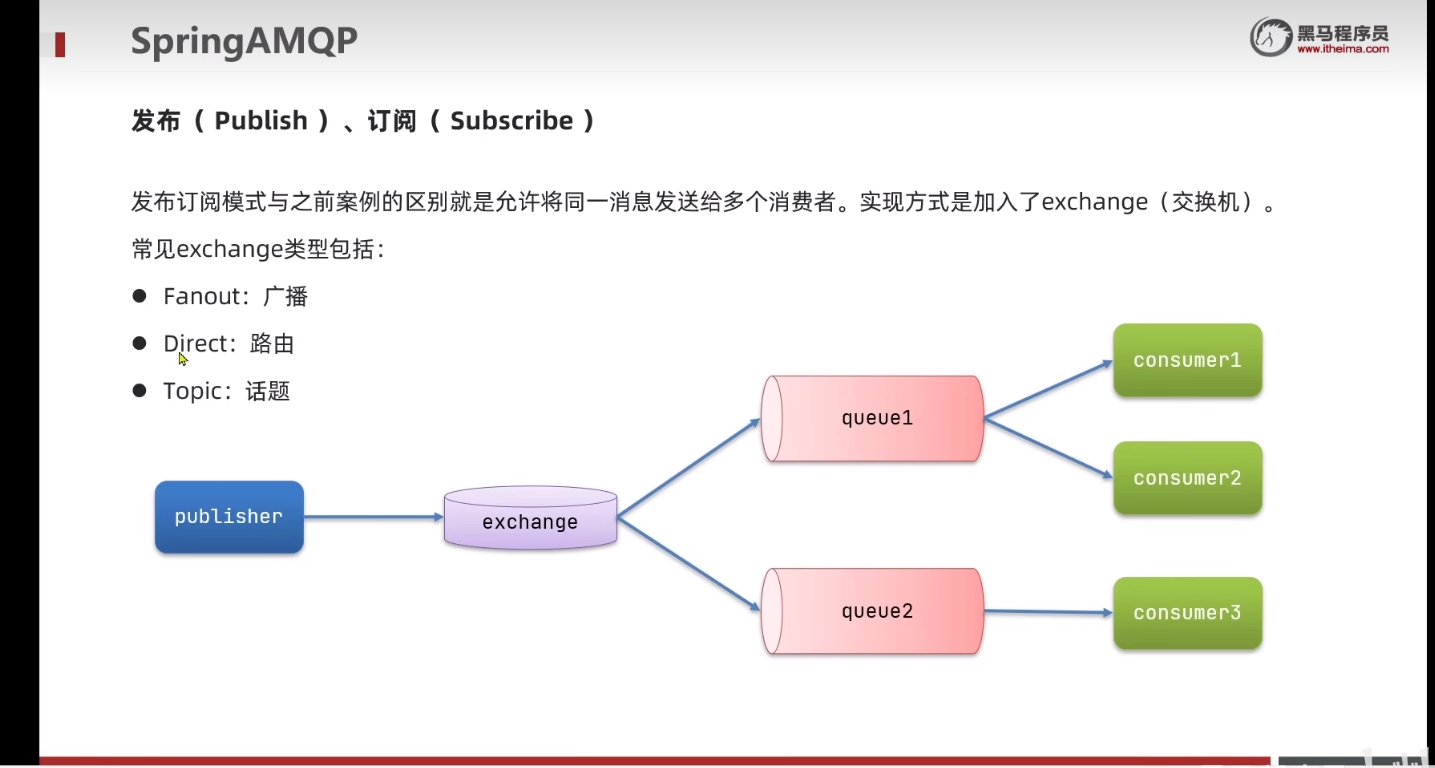 SpringAMQP
黑马程序员
www.itheima.com
发布（ Publish ）、订阅（ Subscribe ）
发布订阅模式与之前案例的区别就是允许将同一消息发送给多个消费者。实现方式是加入了exchange（交换机）。
常见exchange类型包括：
● Fanout：广播
● Direct：路由
● Topic：话题
consumer1
queue1
consumer2
publisher
exchange
queue2
consumer3